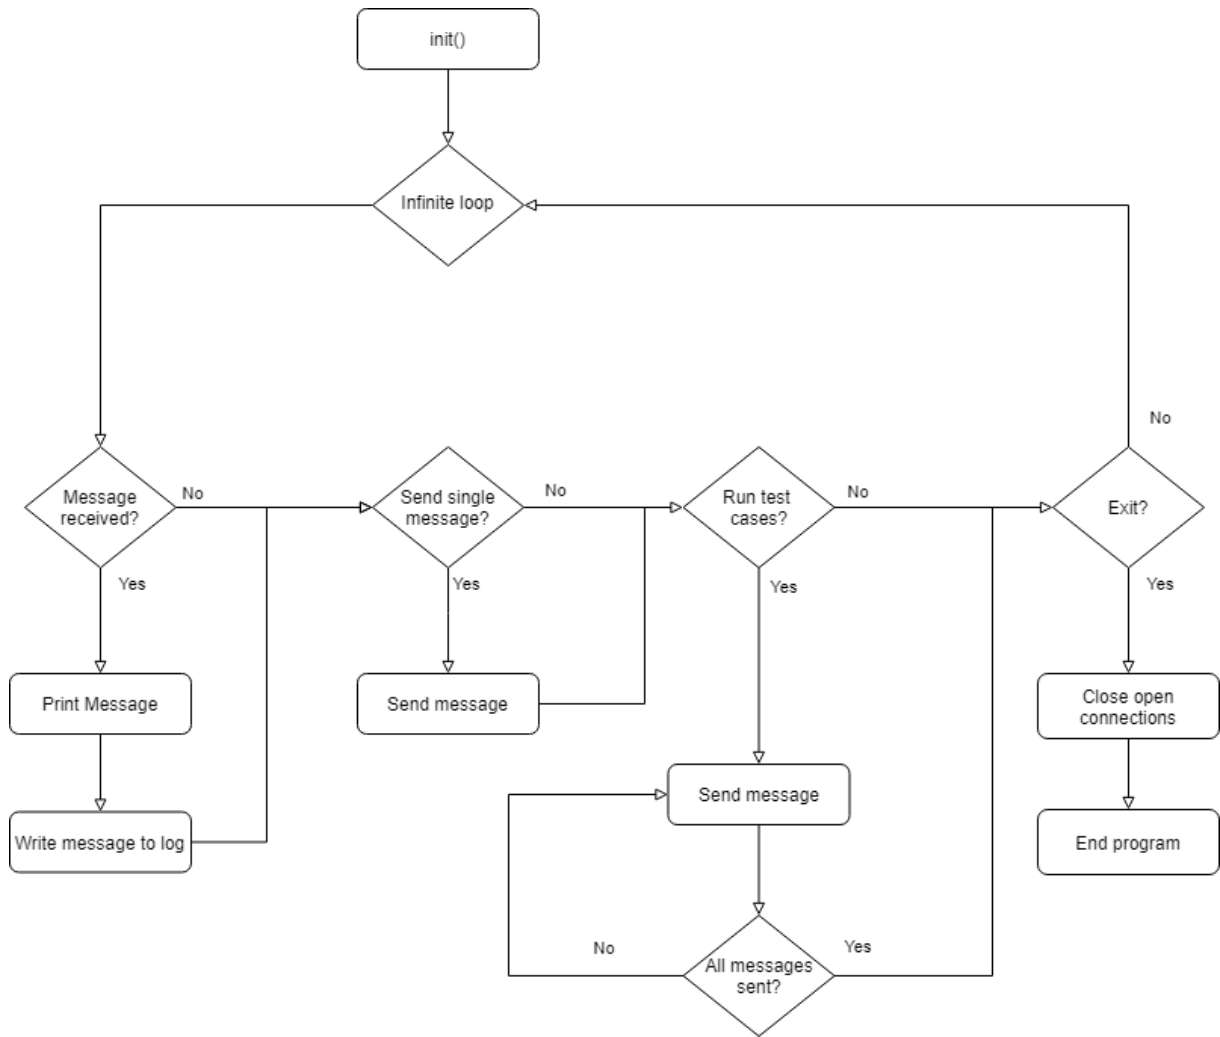 init()
Infinite loop
No
Message
received?
No
Send single
message?
No
Run test
cases?
No
Exit?
Yes
Yes
Yes
Yes
Print Message
Send message
Close open
connections
Send message
Write message to log
End program
No
Yes
All messages
sent?